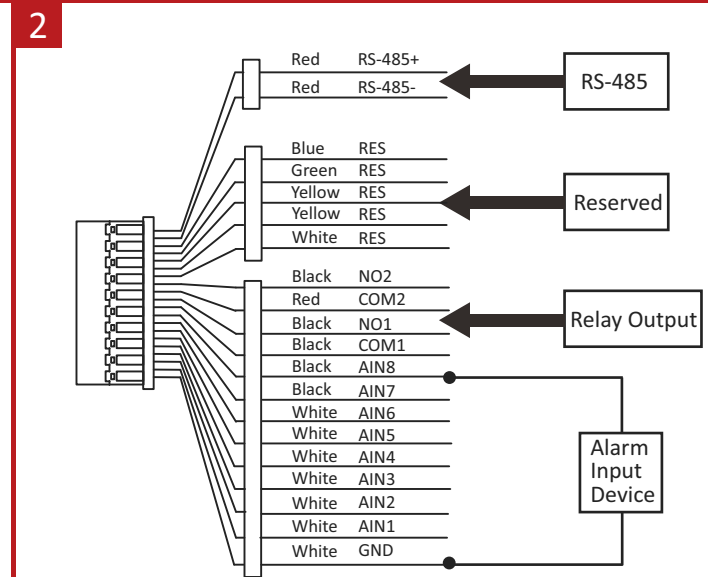 2
Red RS-485+
Red RS-485-
RS-485
Blue RES
Green RES
Yellow RES
Yellow RES
White RES
Reserved
Black NO2
Red COM2
Black NO1
Black COM1
Relay Output
Black AIN8
Black AIN7
White AIN6
White AIN5
White AIN4
White AIN3
White AIN2
White AIN1
White GND
Alarm
Input
Device